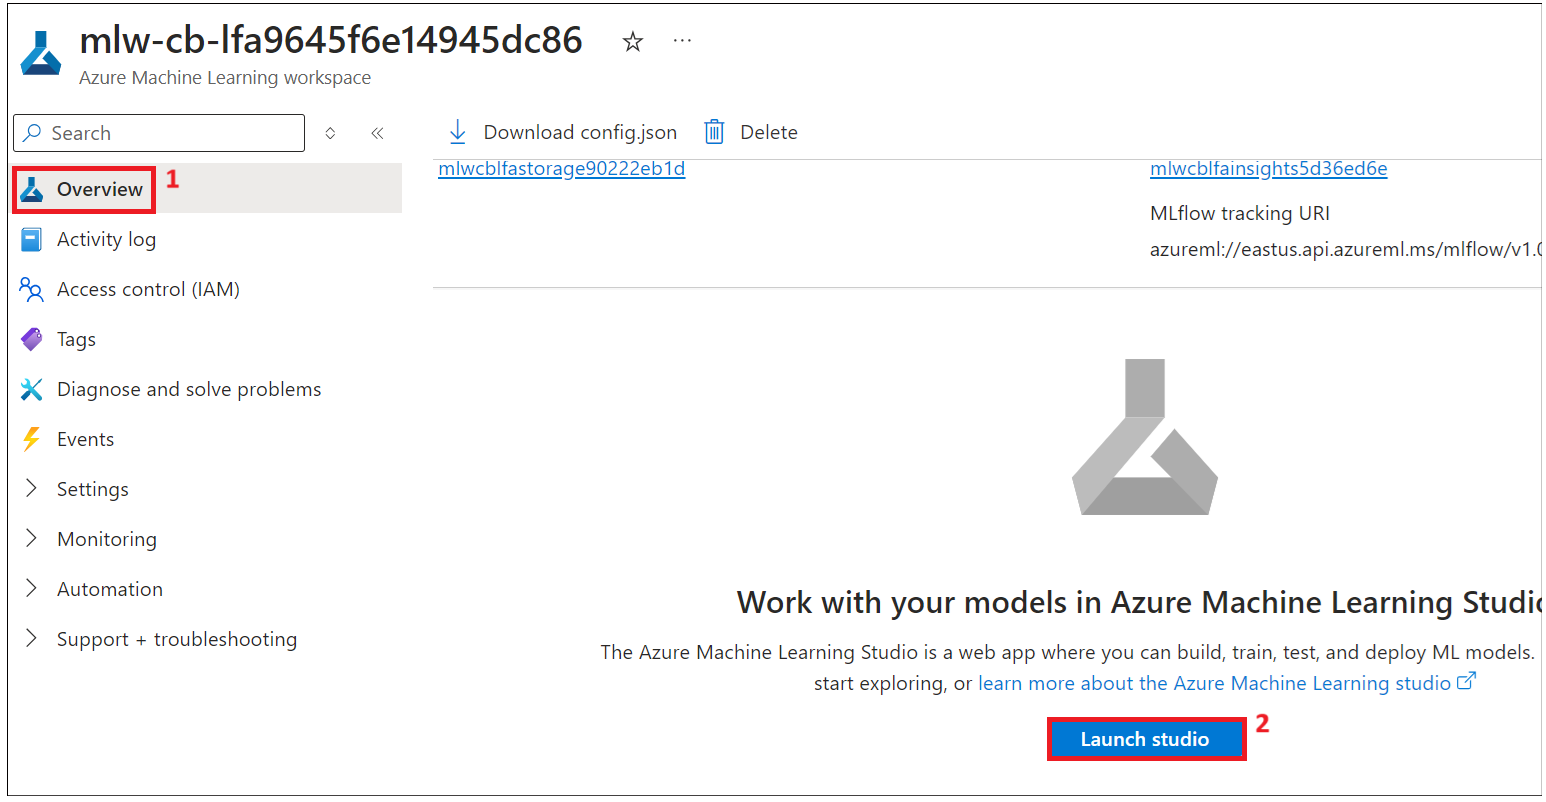 mlw-cb-lfa9645f6e14945dc86
Azure Machine Learning workspace
Search
Download config.json
Delete
Overview
1
Activity log
Access control (IAM)
Tags
Diagnose and solve problems
Events
Settings
Monitoring
Automation
Support + troubleshooting
mlwcblfastorage90222eb1d
mlwcblfainsights5d36ed6e
MLflow tracking URI
azureml://eastus.api.azureml.ms/mlflow/v1.0
Work with your models in Azure Machine Learning Studio
The Azure Machine Learning Studio is a web app where you can build, train, test, and deploy ML models.
start exploring, or learn more about the Azure Machine Learning studio
Launch studio
2